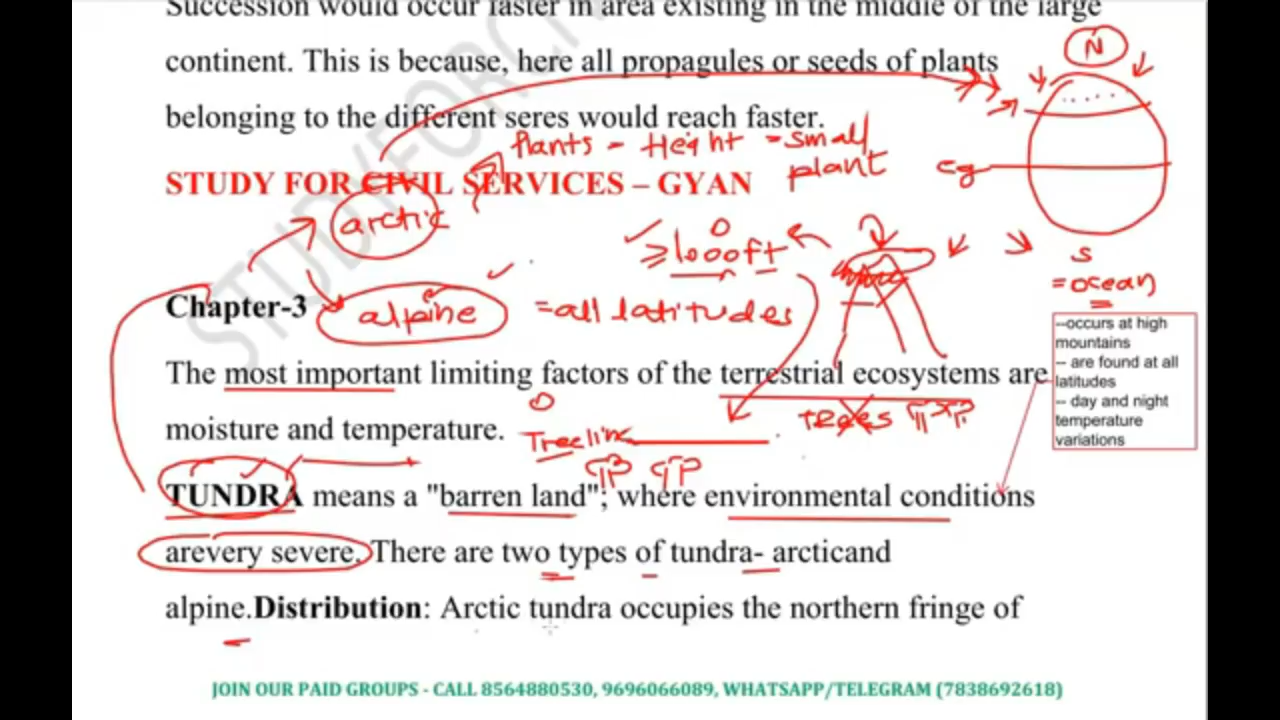 Succession would occur faster in area existing in the middle of the large
continent. This is because, here all propagules or seeds of plants
belonging to the different seres would reach faster.
N
Plants - Height = small
plant
STUDY FOR CIVIL SERVICES – GYAN
eq
arctic
≥1000ft
S
= ocean
Chapter-3
alpine
= all latitudes
--occurs at high
mountains
-- are found at all
latitudes
-- day and night
temperature
variations
The most important limiting factors of the terrestrial ecosystems are
trees
moisture and temperature.
Treeline
TUNDRA means a "barren land"; where environmental conditions
arevery severe. There are two types of tundra- arcticand
alpine.Distribution: Arctic tundra occupies the northern fringe of
JOIN OUR PAID GROUPS - CALL 8564880530, 9696066089, WHATSAPP/TELEGRAM (7838692618)